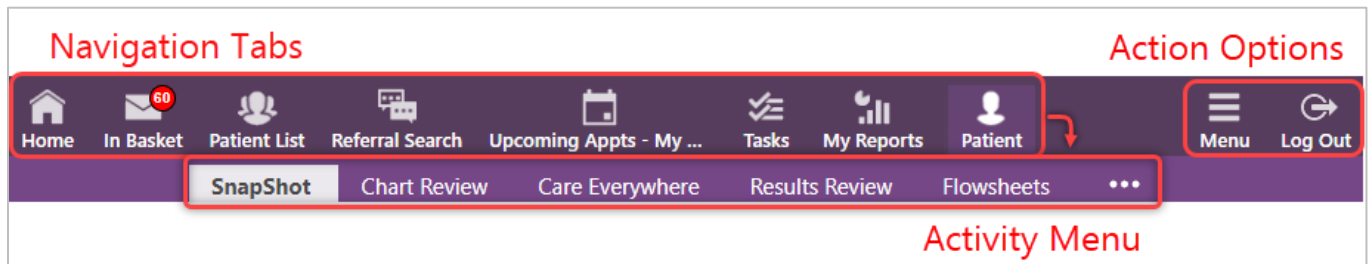 Navigation Tabs
Action Options
60
Home In Basket Patient List Referral Search Upcoming Appts - My ... Tasks My Reports Patient Menu Log Out
SnapShot Chart Review Care Everywhere Results Review Flowsheets •••
Activity Menu